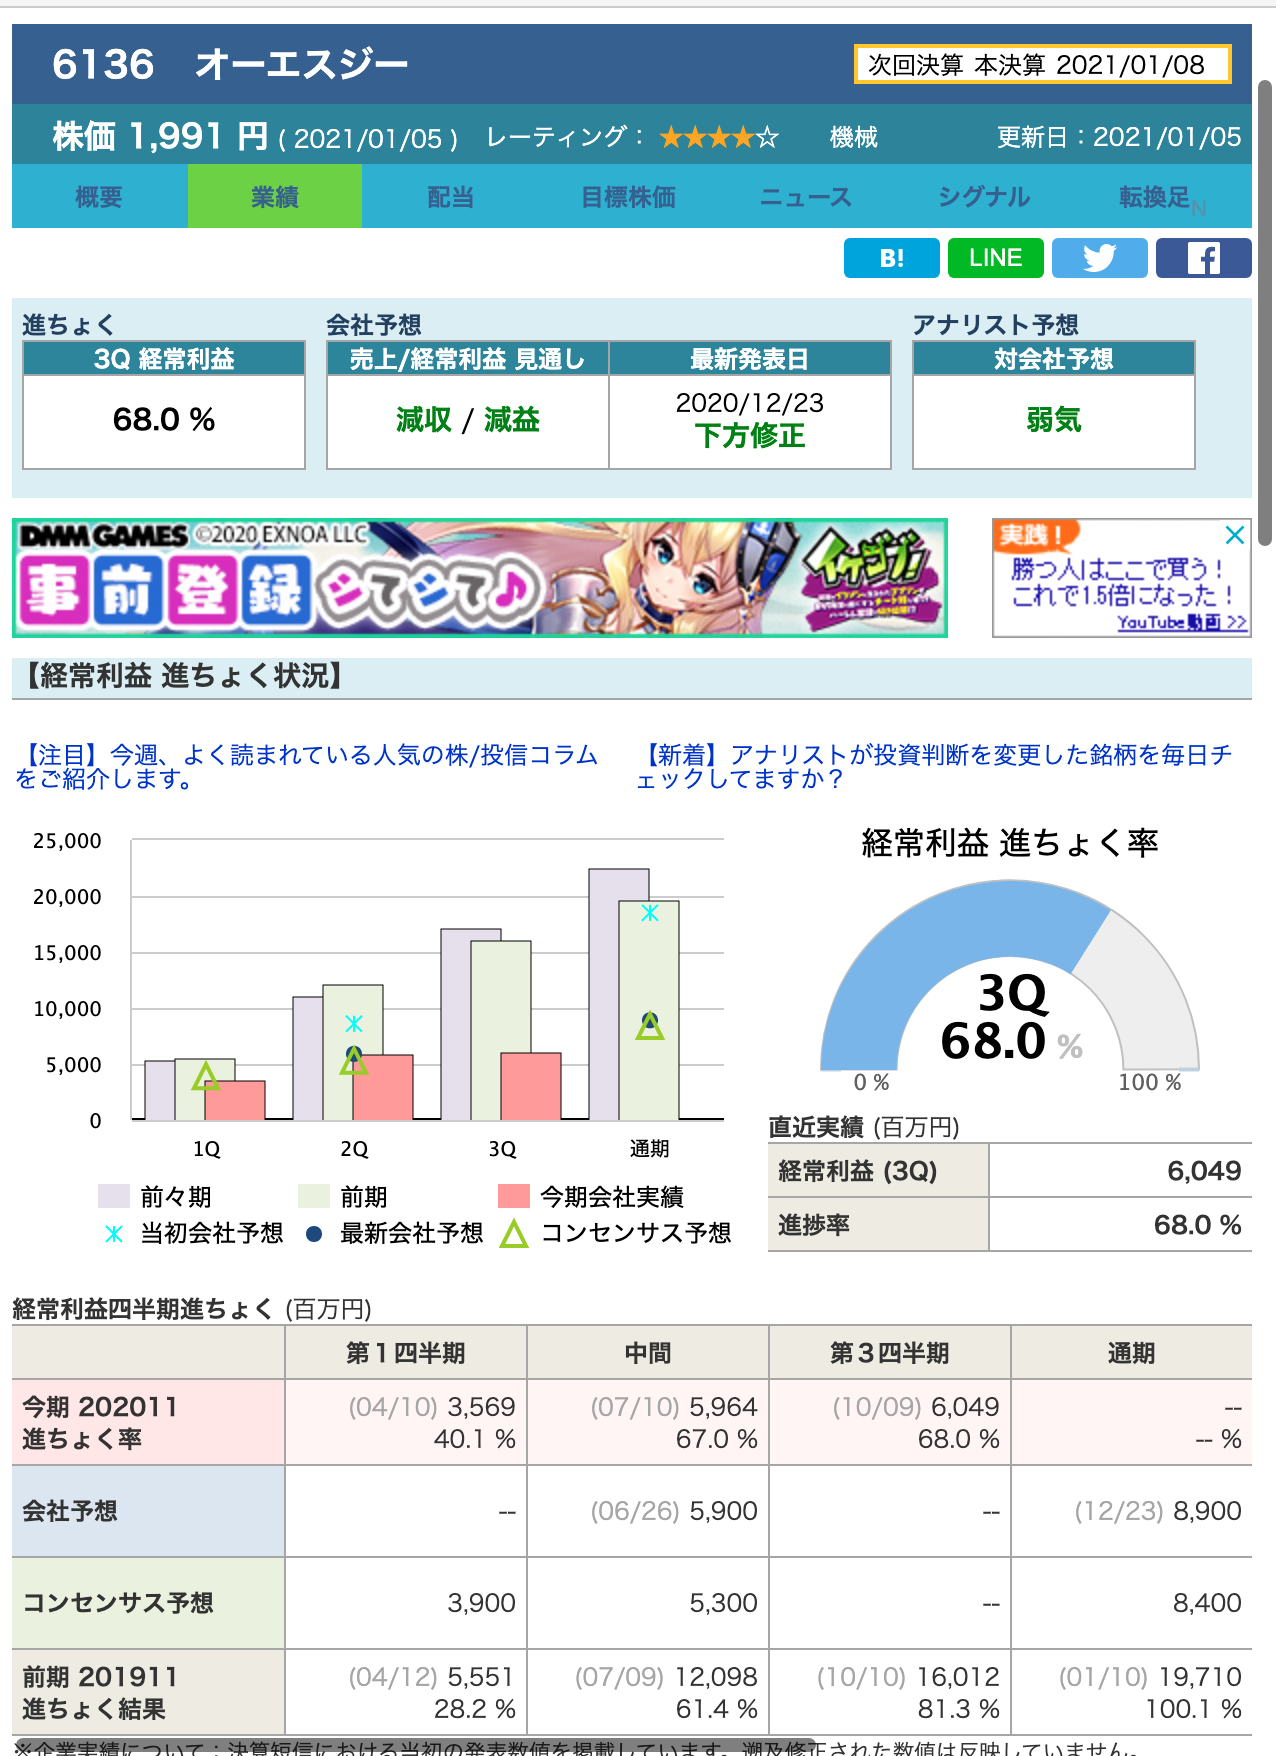 6136 オーエスジー
次回決算 本決算 2021/01/08
株価 1,991 円 ( 2021/01/05 ) レーティング： ★★★★☆ 機械 更新日：2021/01/05
概要 業績 配当 目標株価 ニュース シグナル 転換足 N
B! LINE
進ちょく 会社予想 アナリスト予想
3Q 経常利益 売上/経常利益 見通し 最新発表日 対会社予想
68.0 % 減収 / 減益 2020/12/23 弱気
下方修正
DMM GAMES ©2020 EXNOA LLC
事前登録シてシて♪
イケゴブ!
実践！
勝つ人はここで買う！
これで1.5倍になった！
YouTube動画 >>
【経常利益 進ちょく状況】
【注目】今週、よく読まれている人気の株/投信コラム
をご紹介します。
【新着】アナリストが投資判断を変更した銘柄を毎日チ
ェックしてますか？
25,000
20,000
15,000
10,000
5,000
0
1Q 2Q 3Q 通期
前々期 前期 今期会社実績
当初会社予想 最新会社予想 コンセンサス予想
経常利益 進ちょく率
3Q
68.0 %
0 % 100 %
直近実績 (百万円)
経常利益 (3Q) 6,049
進捗率 68.0 %
経常利益四半期進ちょく (百万円)
第１四半期 中間 第３四半期 通期
今期 202011 (04/10) 3,569 (07/10) 5,964 (10/09) 6,049 --
進ちょく率 40.1 % 67.0 % 68.0 % -- %
会社予想 -- (06/26) 5,900 -- (12/23) 8,900
コンセンサス予想 3,900 5,300 -- 8,400
前期 201911 (04/12) 5,551 (07/09) 12,098 (10/10) 16,012 (01/10) 19,710
進ちょく結果 28.2 % 61.4 % 81.3 % 100.1 %
※企業実績について：決算短信における当初の発表数値を掲載しています。遡及修正された数値は反映していません。